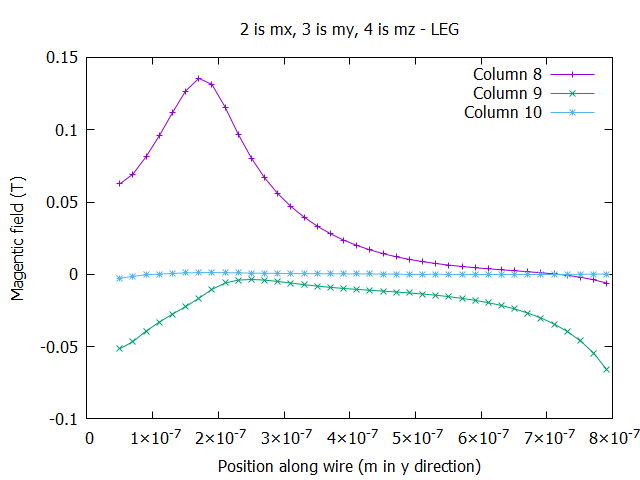 2 is mx, 3 is my, 4 is mz - LEG
Column 8
Column 9
Column 10
0.15
0.1
0.05
0
-0.05
-0.1
Magentic field (T)
0 1×10⁻⁷ 2×10⁻⁷ 3×10⁻⁷ 4×10⁻⁷ 5×10⁻⁷ 6×10⁻⁷ 7×10⁻⁷ 8×10⁻⁷
Position along wire (m in y direction)